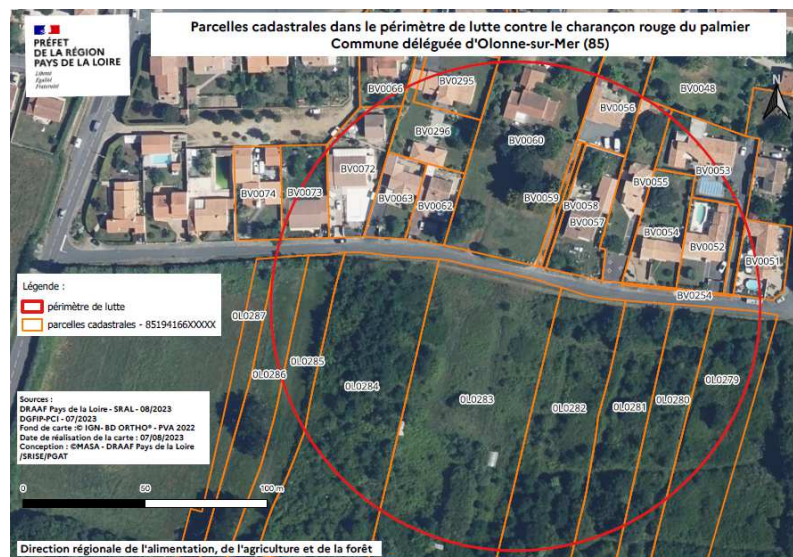 Parcelles cadastrales dans le périmètre de lutte contre le charançon rouge du palmier
Commune déléguée d'Olonne-sur-Mer (85)
PRÉFET
DE LA RÉGION
PAYS DE LA LOIRE
Liberté
Égalité
Fraternité
N
BV0066
BV0295
BV0048
BV0056
BV0296
BV0060
BV0072
BV0053
BV0074
BV0073
BV0055
BV0063
BV0062
BV0059
BV0058
BV0057
BV0054
BV0052
BV0051
BV0254
Légende :
périmètre de lutte
parcelles cadastrales - 85194166XXXXX
0L0287
0L0286
0L0285
0L0284
0L0283
0L0282
0L0281
0L0280
0L0279
Sources :
DRAAF Pays de la Loire - SRAL - 08/2023
DGFIP-PCI - 07/2023
Fond de carte :© IGN- BD ORTHO® - PVA 2022
Date de réalisation de la carte : 07/08/2023
Conception : ©MASA - DRAAF Pays de la Loire
/SRISE/PGAT
0 50 100 m
Direction régionale de l'alimentation, de l'agriculture et de la forêt